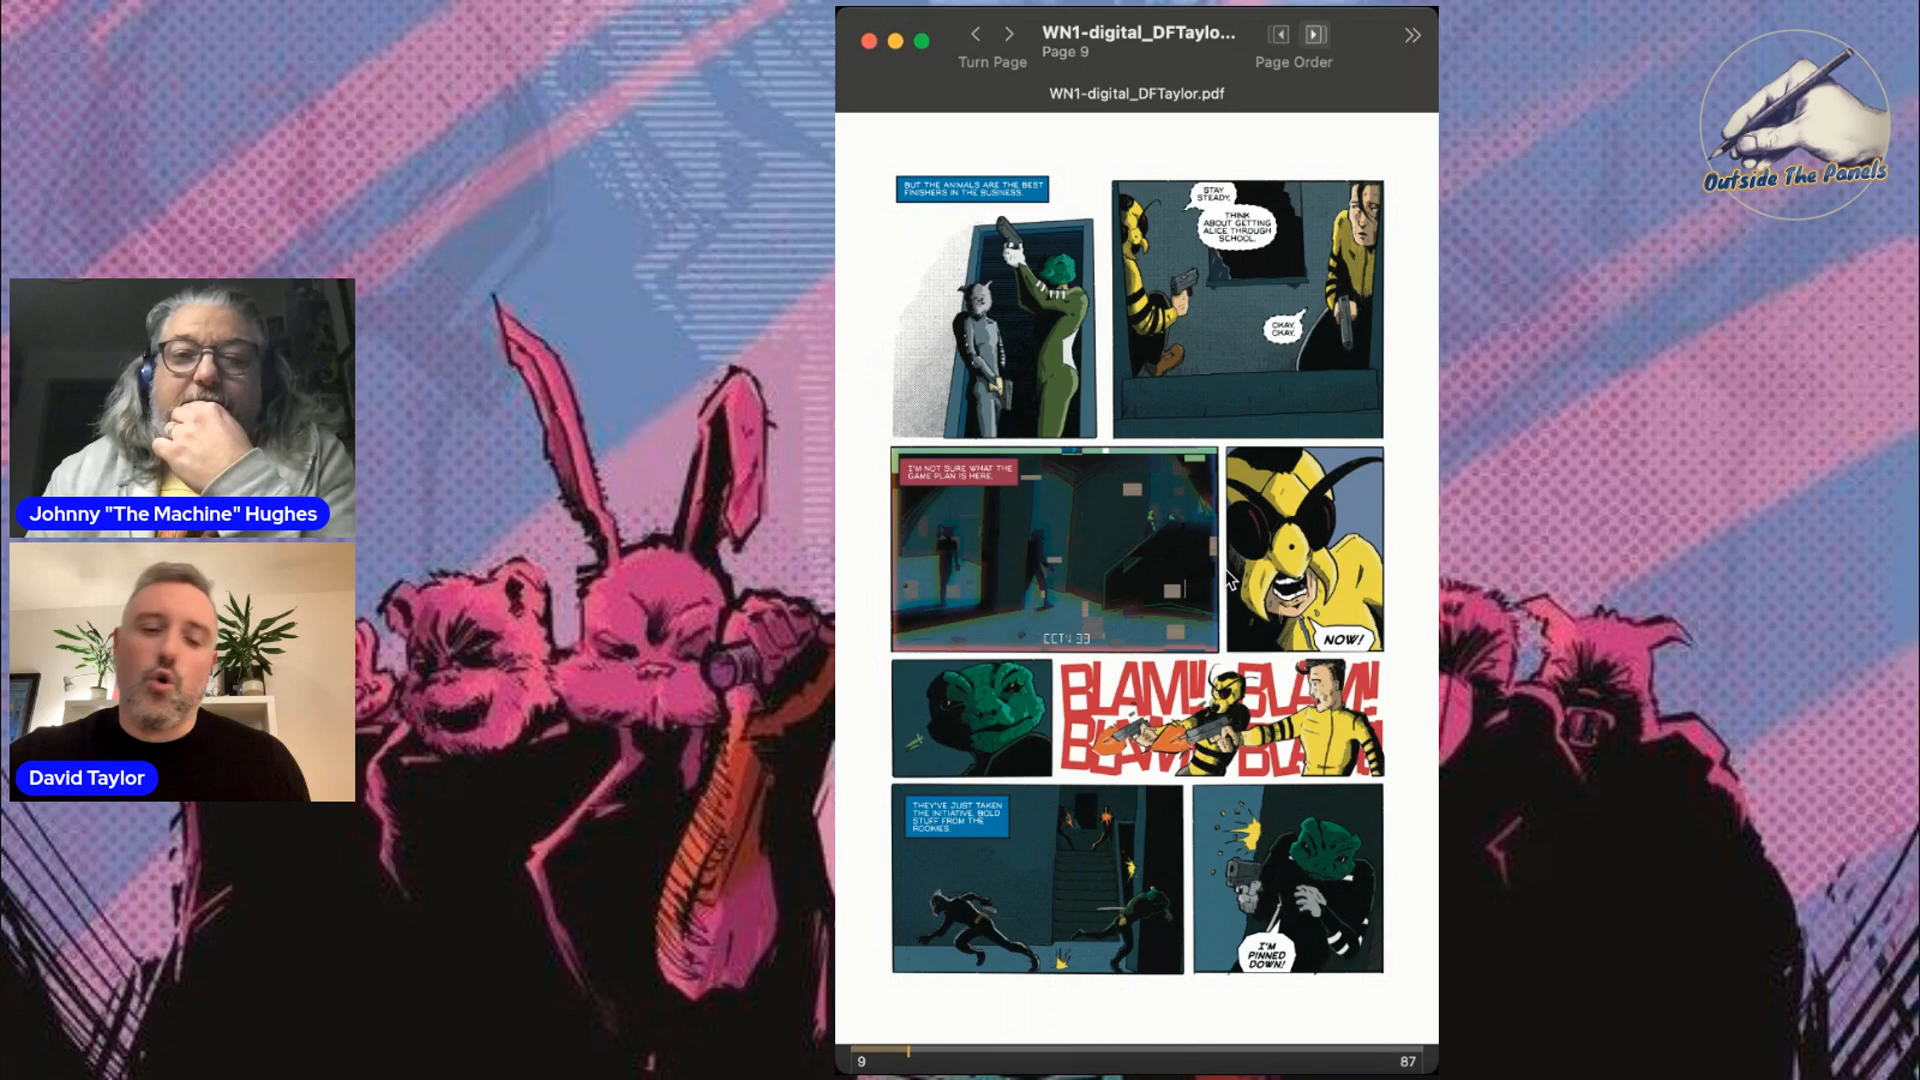 WN1-digital_DFTaylo...
Page 9
Turn Page
Page Order
WN1-digital_DFTaylor.pdf
Outside The Panels
BUT THE ANIMALS ARE THE BEST
FINISHERS IN THE BUSINESS.
STAY
STEADY.
THINK
ABOUT GETTING
ALICE THROUGH
SCHOOL.
OKAY,
OKAY.
I'M NOT SURE WHAT THE
GAME PLAN IS HERE.
CCTV 33
NOW!
BLAM!! BLAM!!
BLAM BLA
THEY'VE JUST TAKEN
THE INITIATIVE. BOLD
STUFF FROM THE
ROOKIES.
I'M
PINNED
DOWN!
9
87
Johnny "The Machine" Hughes
David Taylor